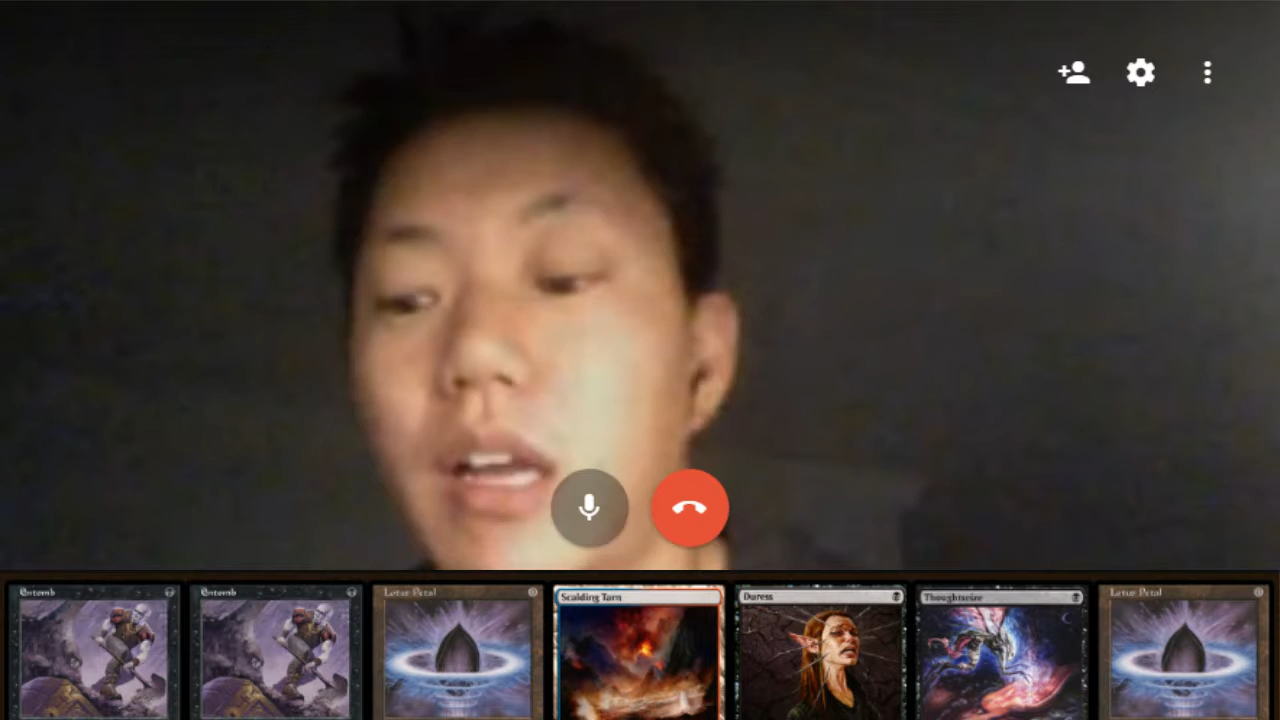 Entomb
Entomb
Lotus Petal
Scalding Tarn
Duress
Thoughtseize
Lotus Petal